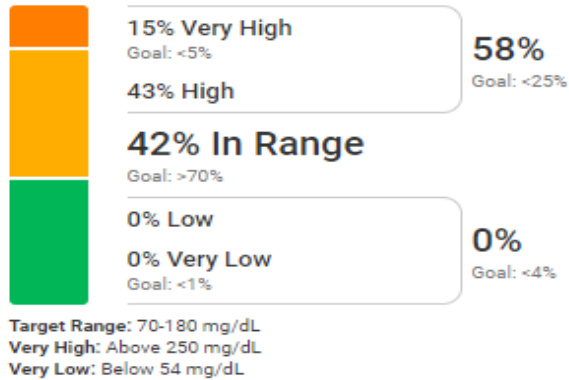 15% Very High
Goal: <5%
43% High
58%
Goal: <25%
42% In Range
Goal: >70%
0% Low
0% Very Low
Goal: <1%
0%
Goal: <4%
Target Range: 70-180 mg/dL
Very High: Above 250 mg/dL
Very Low: Below 54 mg/dL